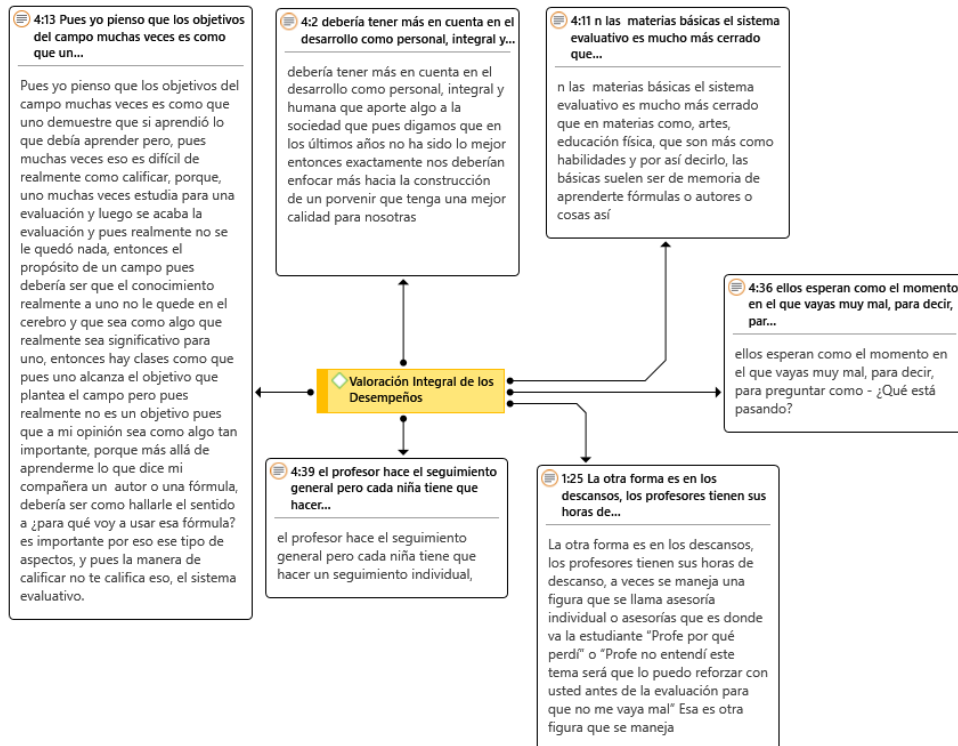 4:13 Pues yo pienso que los objetivos
del campo muchas veces es como
que un...
Pues yo pienso que los objetivos del
campo muchas veces es como que
uno demuestre que si aprendió lo
que debía aprender pero, pues
muchas veces eso es difícil de
realmente como calificar, porque,
uno muchas veces estudia para una
evaluación y luego se acaba la
evaluación y pues realmente no se
le quedó nada, entonces el
propósito de un campo pues
debería ser que el conocimiento
realmente a uno no le quede en el
cerebro y que sea como algo que
realmente sea significativo para
uno, entonces hay clases como que
pues uno alcanza el objetivo que
plantea el campo pero pues
realmente no es un objetivo pues
que a mi opinión sea como algo tan
importante, porque más allá de
aprenderme lo que dice mi
compañera un  autor o una fórmula,
debería ser como hallarle el sentido
a ¿para qué voy a usar esa fórmula?
es importante por eso ese tipo de
aspectos, y pues la manera de
calificar no te califica eso, el sistema
evaluativo.
4:2 debería tener más en cuenta en el
desarrollo como personal, integral y...
debería tener más en cuenta en el
desarrollo como personal, integral y
humana que aporte algo a la
sociedad que pues digamos que en
los últimos años no ha sido lo mejor
entonces exactamente nos deberían
enfocar más hacia la construcción
de un porvenir que tenga una mejor
calidad para nosotras
4:11 n las  materias básicas el sistema
evaluativo es mucho más cerrado
que...
n las  materias básicas el sistema
evaluativo es mucho más cerrado
que en materias como, artes,
educación física, que son más como
habilidades y por así decirlo, las
básicas suelen ser de memoria de
aprenderte fórmulas o autores o
cosas así
4:36 ellos esperan como el momento
en el que vayas muy mal, para decir,
par...
ellos esperan como el momento en
el que vayas muy mal, para decir,
para preguntar como - ¿Qué está
pasando?
Valoración Integral de los
Desempeños
4:39 el profesor hace el seguimiento
general pero cada niña tiene que
hacer...
el profesor hace el seguimiento
general pero cada niña tiene que
hacer un seguimiento individual,
1:25 La otra forma es en los
descansos, los profesores tienen sus
horas de...
La otra forma es en los descansos,
los profesores tienen sus horas de
descanso, a veces se maneja una
figura que se llama asesoría
individual o asesorías que es donde
va la estudiante “Profe por qué
perdí” o “Profe no entendí este
tema será que lo puedo reforzar con
usted antes de la evaluación para
que no me vaya mal” Esa es otra
figura que se maneja